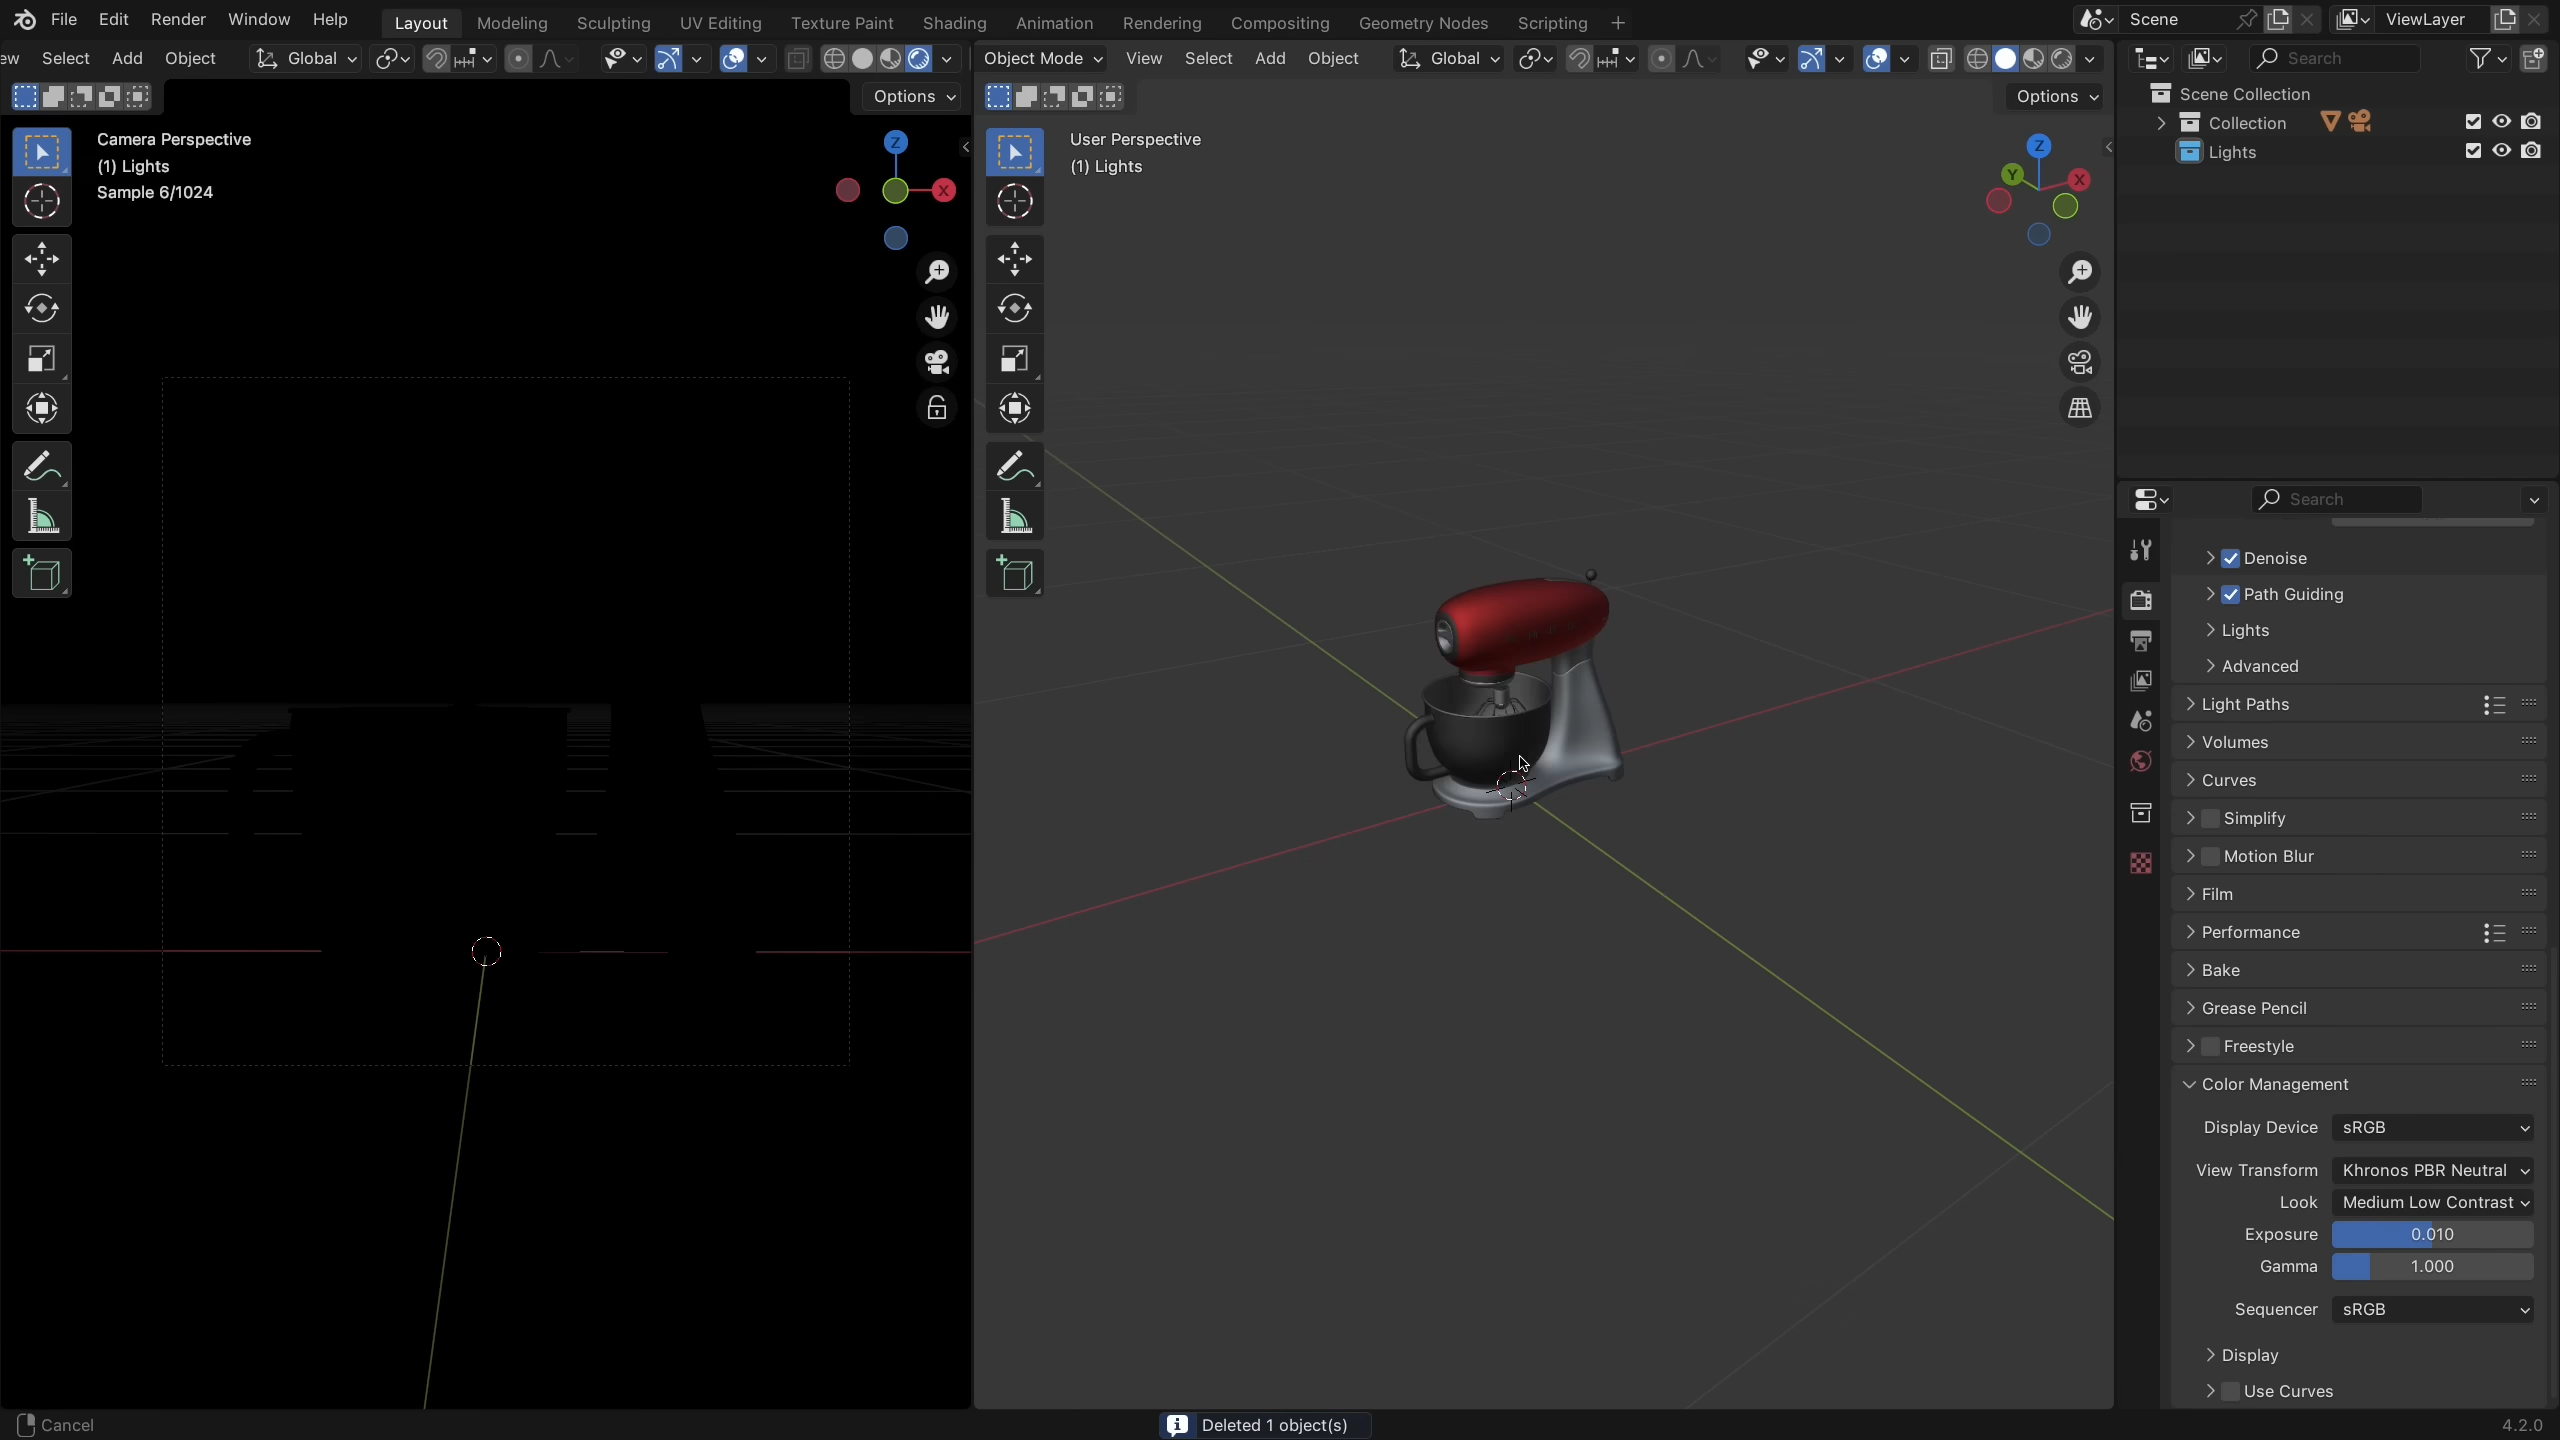 File Edit Render Window Help Layout Modeling Sculpting UV Editing Texture Paint Shading Animation Rendering Compositing Geometry Nodes Scripting + Scene ViewLayer
ew Select Add Object Global
Object Mode View Select Add Object Global
Search
Options
Options
Camera Perspective
(1) Lights
Sample 6/1024
Z
X
User Perspective
(1) Lights
Z
Y
X
Scene Collection
Collection
Lights
Search
Denoise
Path Guiding
Lights
Advanced
Light Paths
Volumes
Curves
Simplify
Motion Blur
Film
Performance
Bake
Grease Pencil
Freestyle
Color Management
Display Device sRGB
View Transform Khronos PBR Neutral
Look Medium Low Contrast
Exposure 0.010
Gamma 1.000
Sequencer sRGB
Display
Use Curves
Cancel
Deleted 1 object(s)
4.2.0